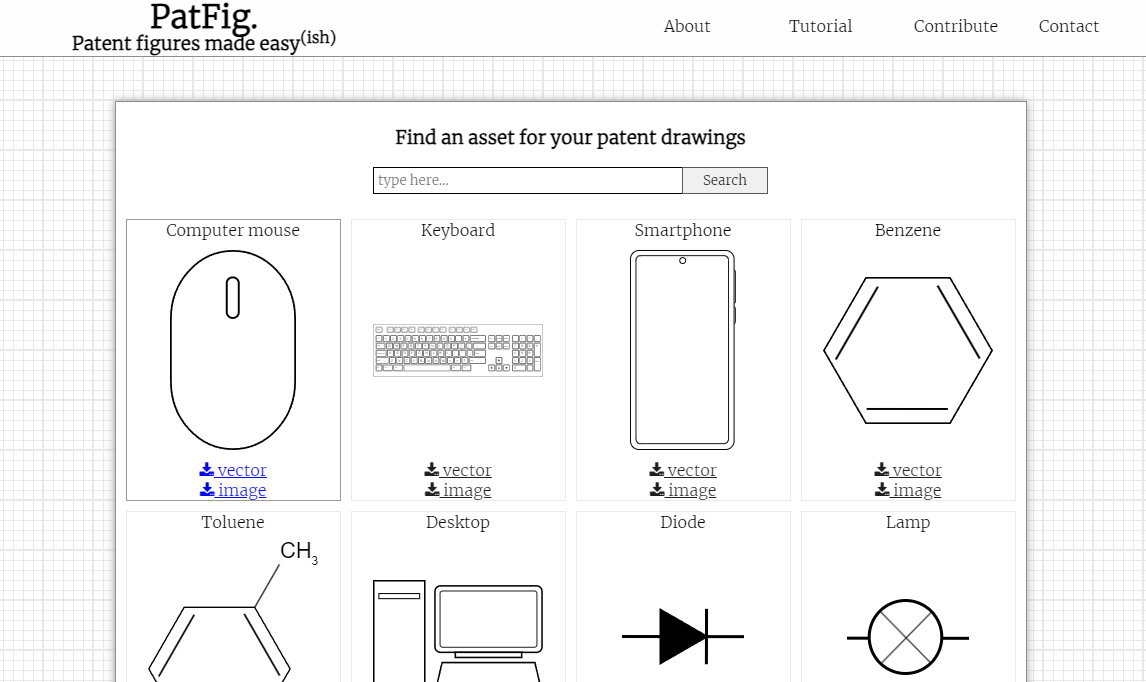 PatFig.
Patent figures made easy(ish)
About Tutorial Contribute Contact
Find an asset for your patent drawings
type here... Search
Computer mouse Keyboard Smartphone Benzene
vector vector vector vector
image image image image
Toluene Desktop Diode Lamp
CH3